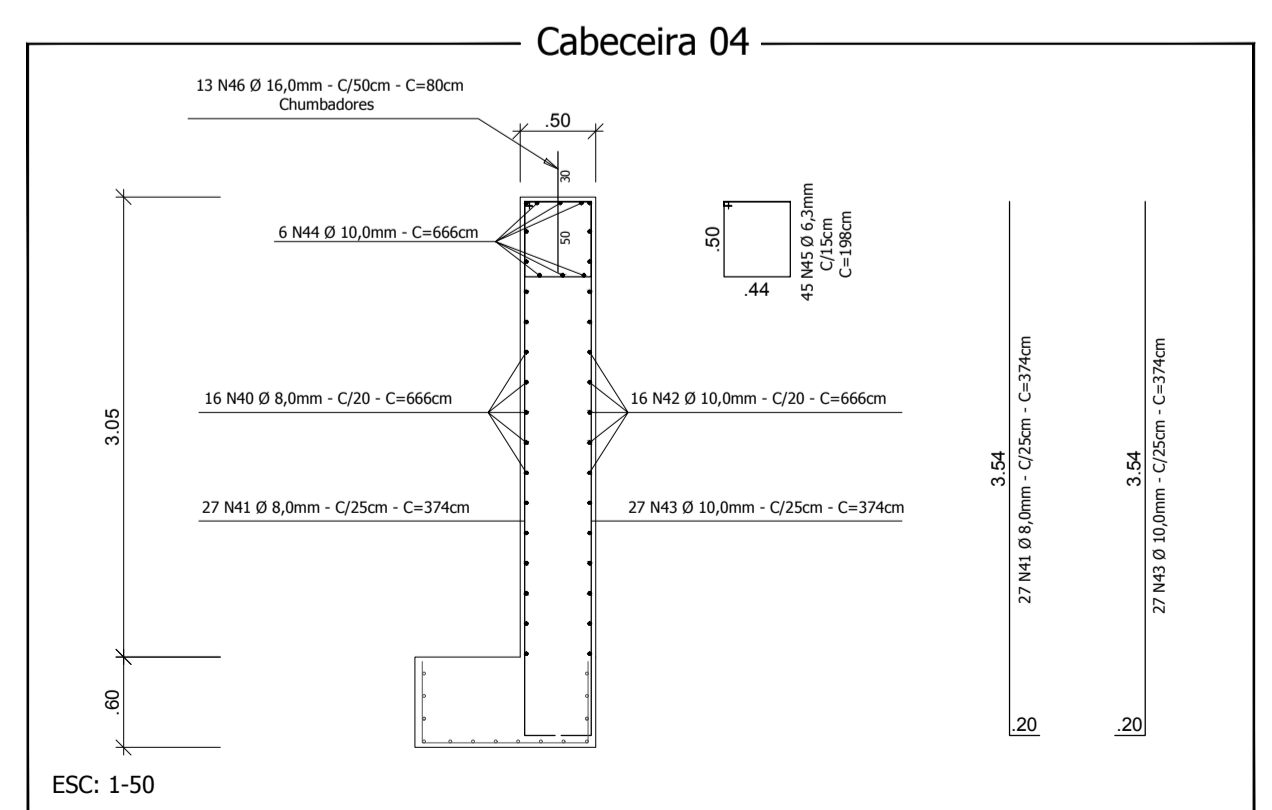 Cabeceira 04
13 N46 Ø 16,0mm - C/50cm - C=80cm
Chumbadores
.50
30
6 N44 Ø 10,0mm - C=666cm
50
.50
.44
45 N45 Ø 6,3mm
C/15cm
C=198cm
16 N40 Ø 8,0mm - C/20 - C=666cm
16 N42 Ø 10,0mm - C/20 - C=666cm
3.05
27 N41 Ø 8,0mm - C/25cm - C=374cm
27 N43 Ø 10,0mm - C/25cm - C=374cm
3.54
27 N41 Ø 8,0mm - C/25cm - C=374cm
3.54
27 N43 Ø 10,0mm - C/25cm - C=374cm
.60
.20
.20
ESC: 1-50